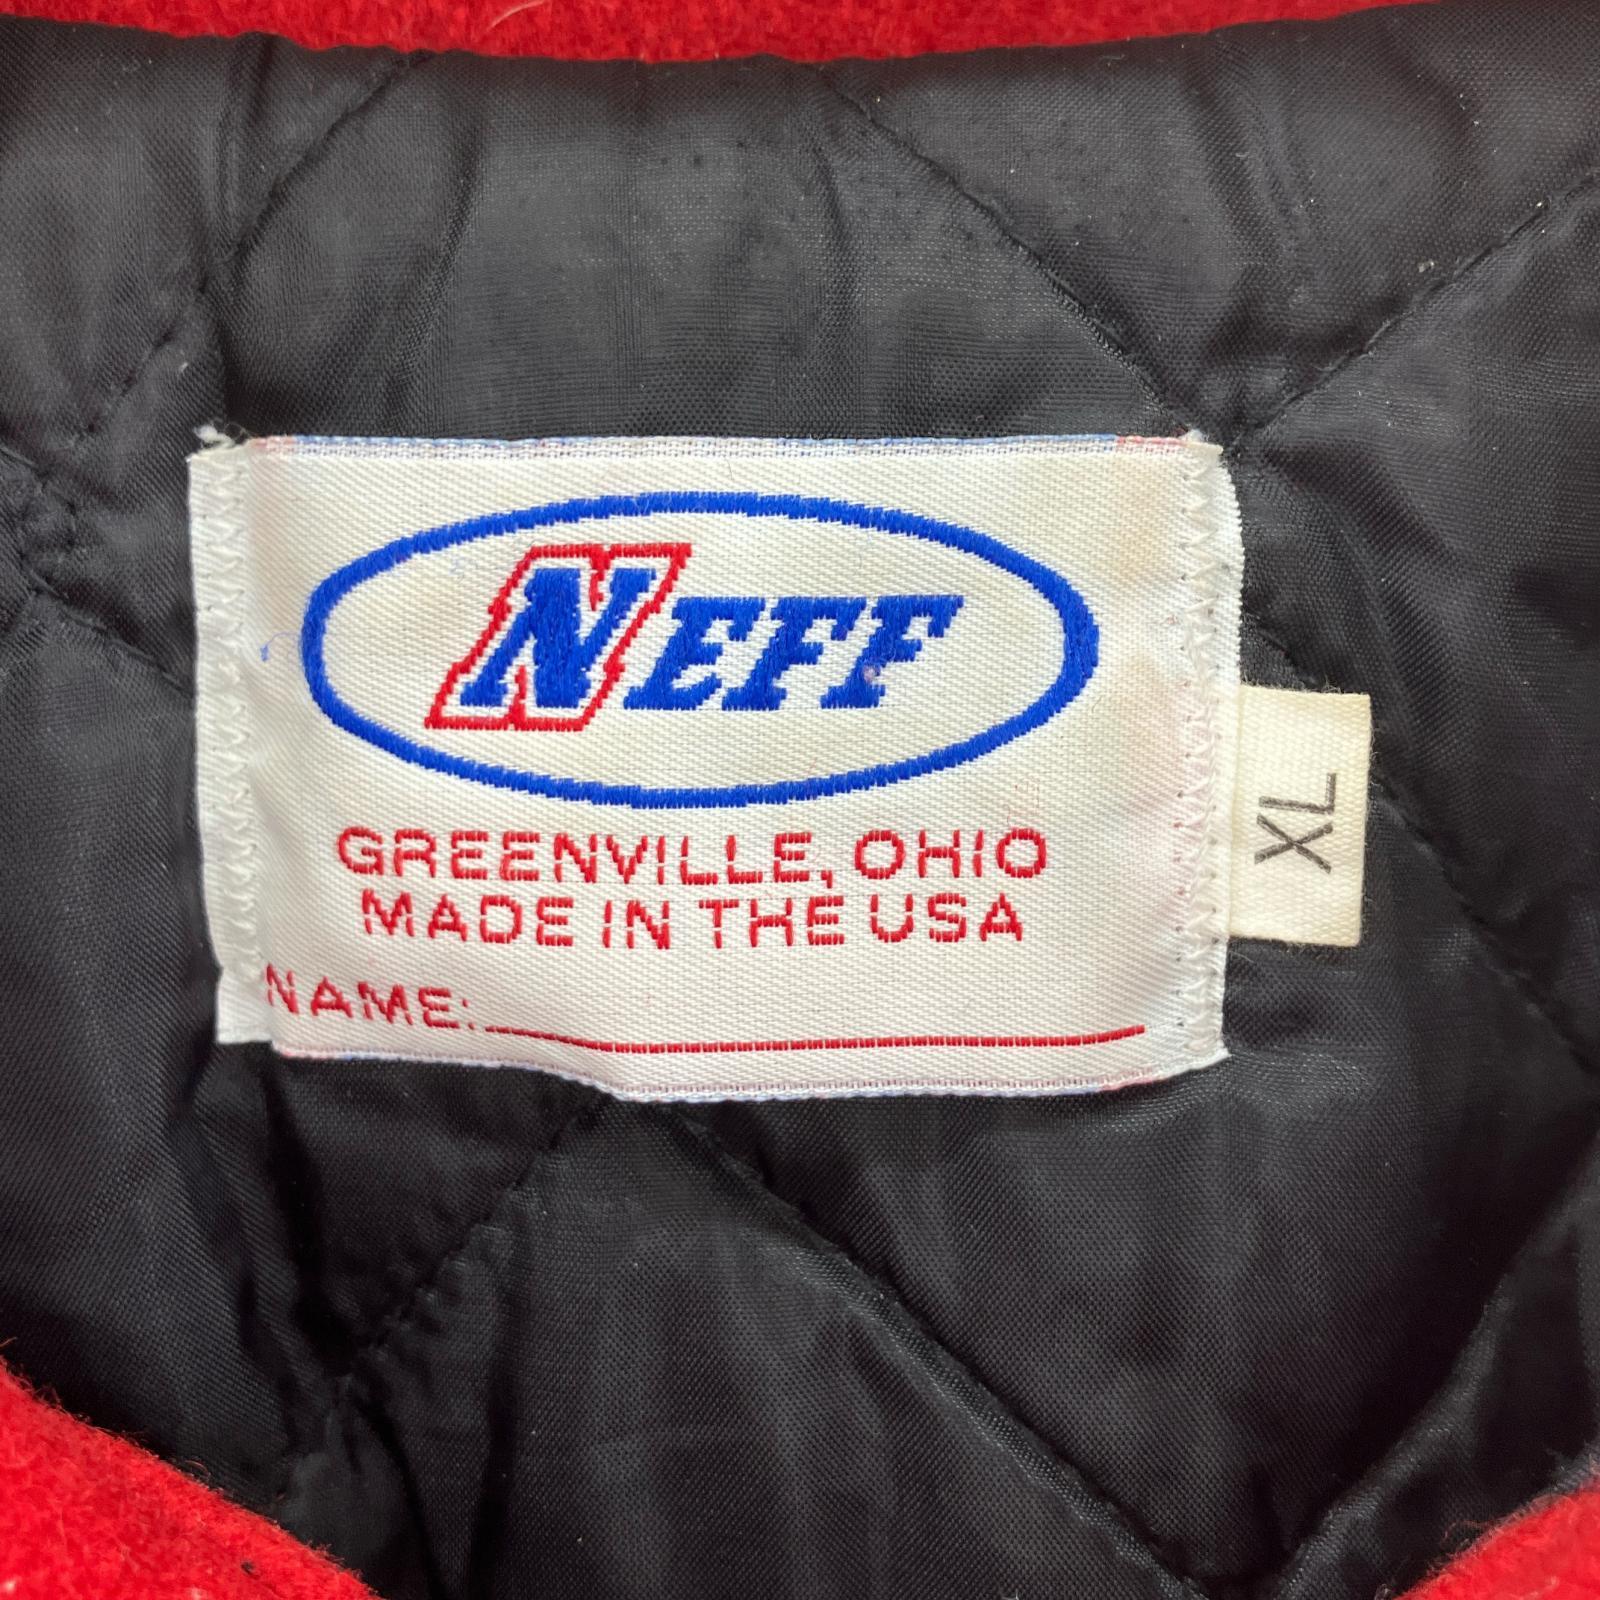 NEFF
GREENVILLE, OHIO
MADE IN THE USA
NAME:
XL